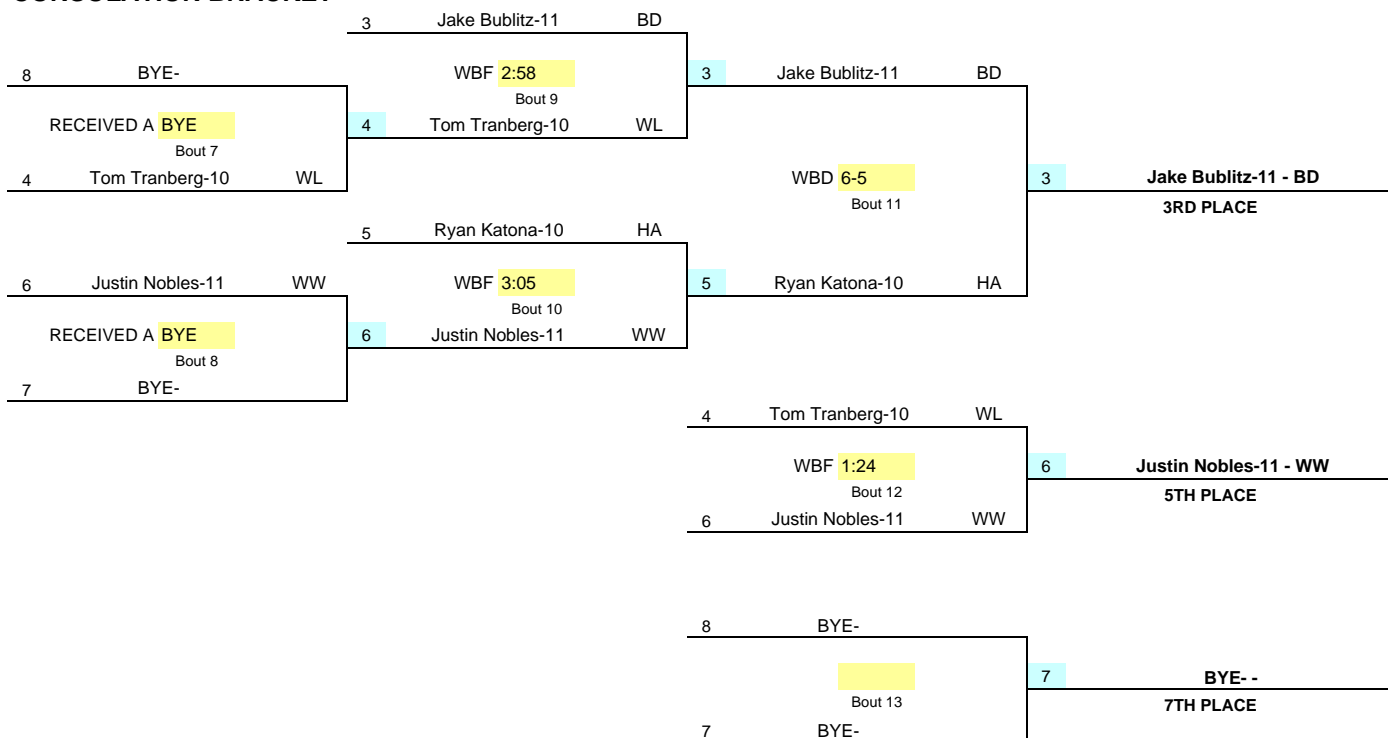 3 Jake Bublitz-11 BD
8 BYE-
WBF 2:58
3 Jake Bublitz-11 BD
Bout 9
RECEIVED A BYE
4 Tom Tranberg-10 WL
Bout 7
4 Tom Tranberg-10 WL
WBD 6-5
3 Jake Bublitz-11 - BD
Bout 11
3RD PLACE
5 Ryan Katona-10 HA
6 Justin Nobles-11 WW
WBF 3:05
5 Ryan Katona-10 HA
Bout 10
RECEIVED A BYE
6 Justin Nobles-11 WW
Bout 8
7 BYE-
4 Tom Tranberg-10 WL
WBF 1:24
6 Justin Nobles-11 - WW
Bout 12
5TH PLACE
6 Justin Nobles-11 WW
8 BYE-
7 BYE- -
Bout 13
7TH PLACE
7 BYE-